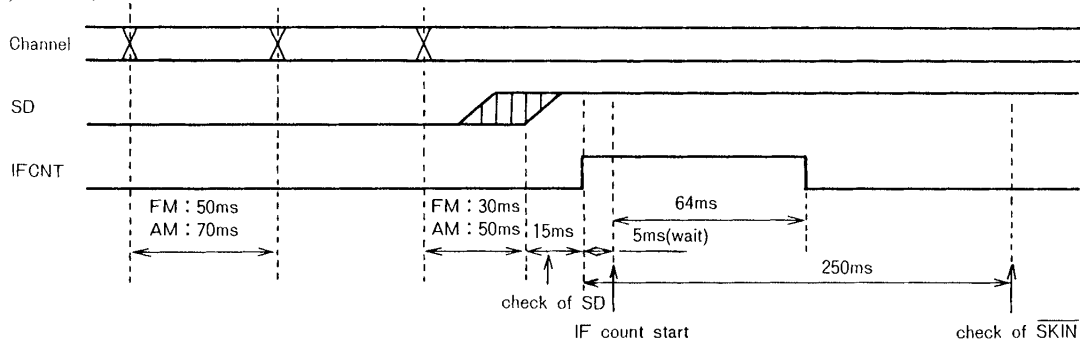 Channel
SD
IFCNT
FM : 50ms
AM : 70ms
FM : 30ms
AM : 50ms
15ms
64ms
5ms(wait)
250ms
check of SD
IF count start
check of SKIN